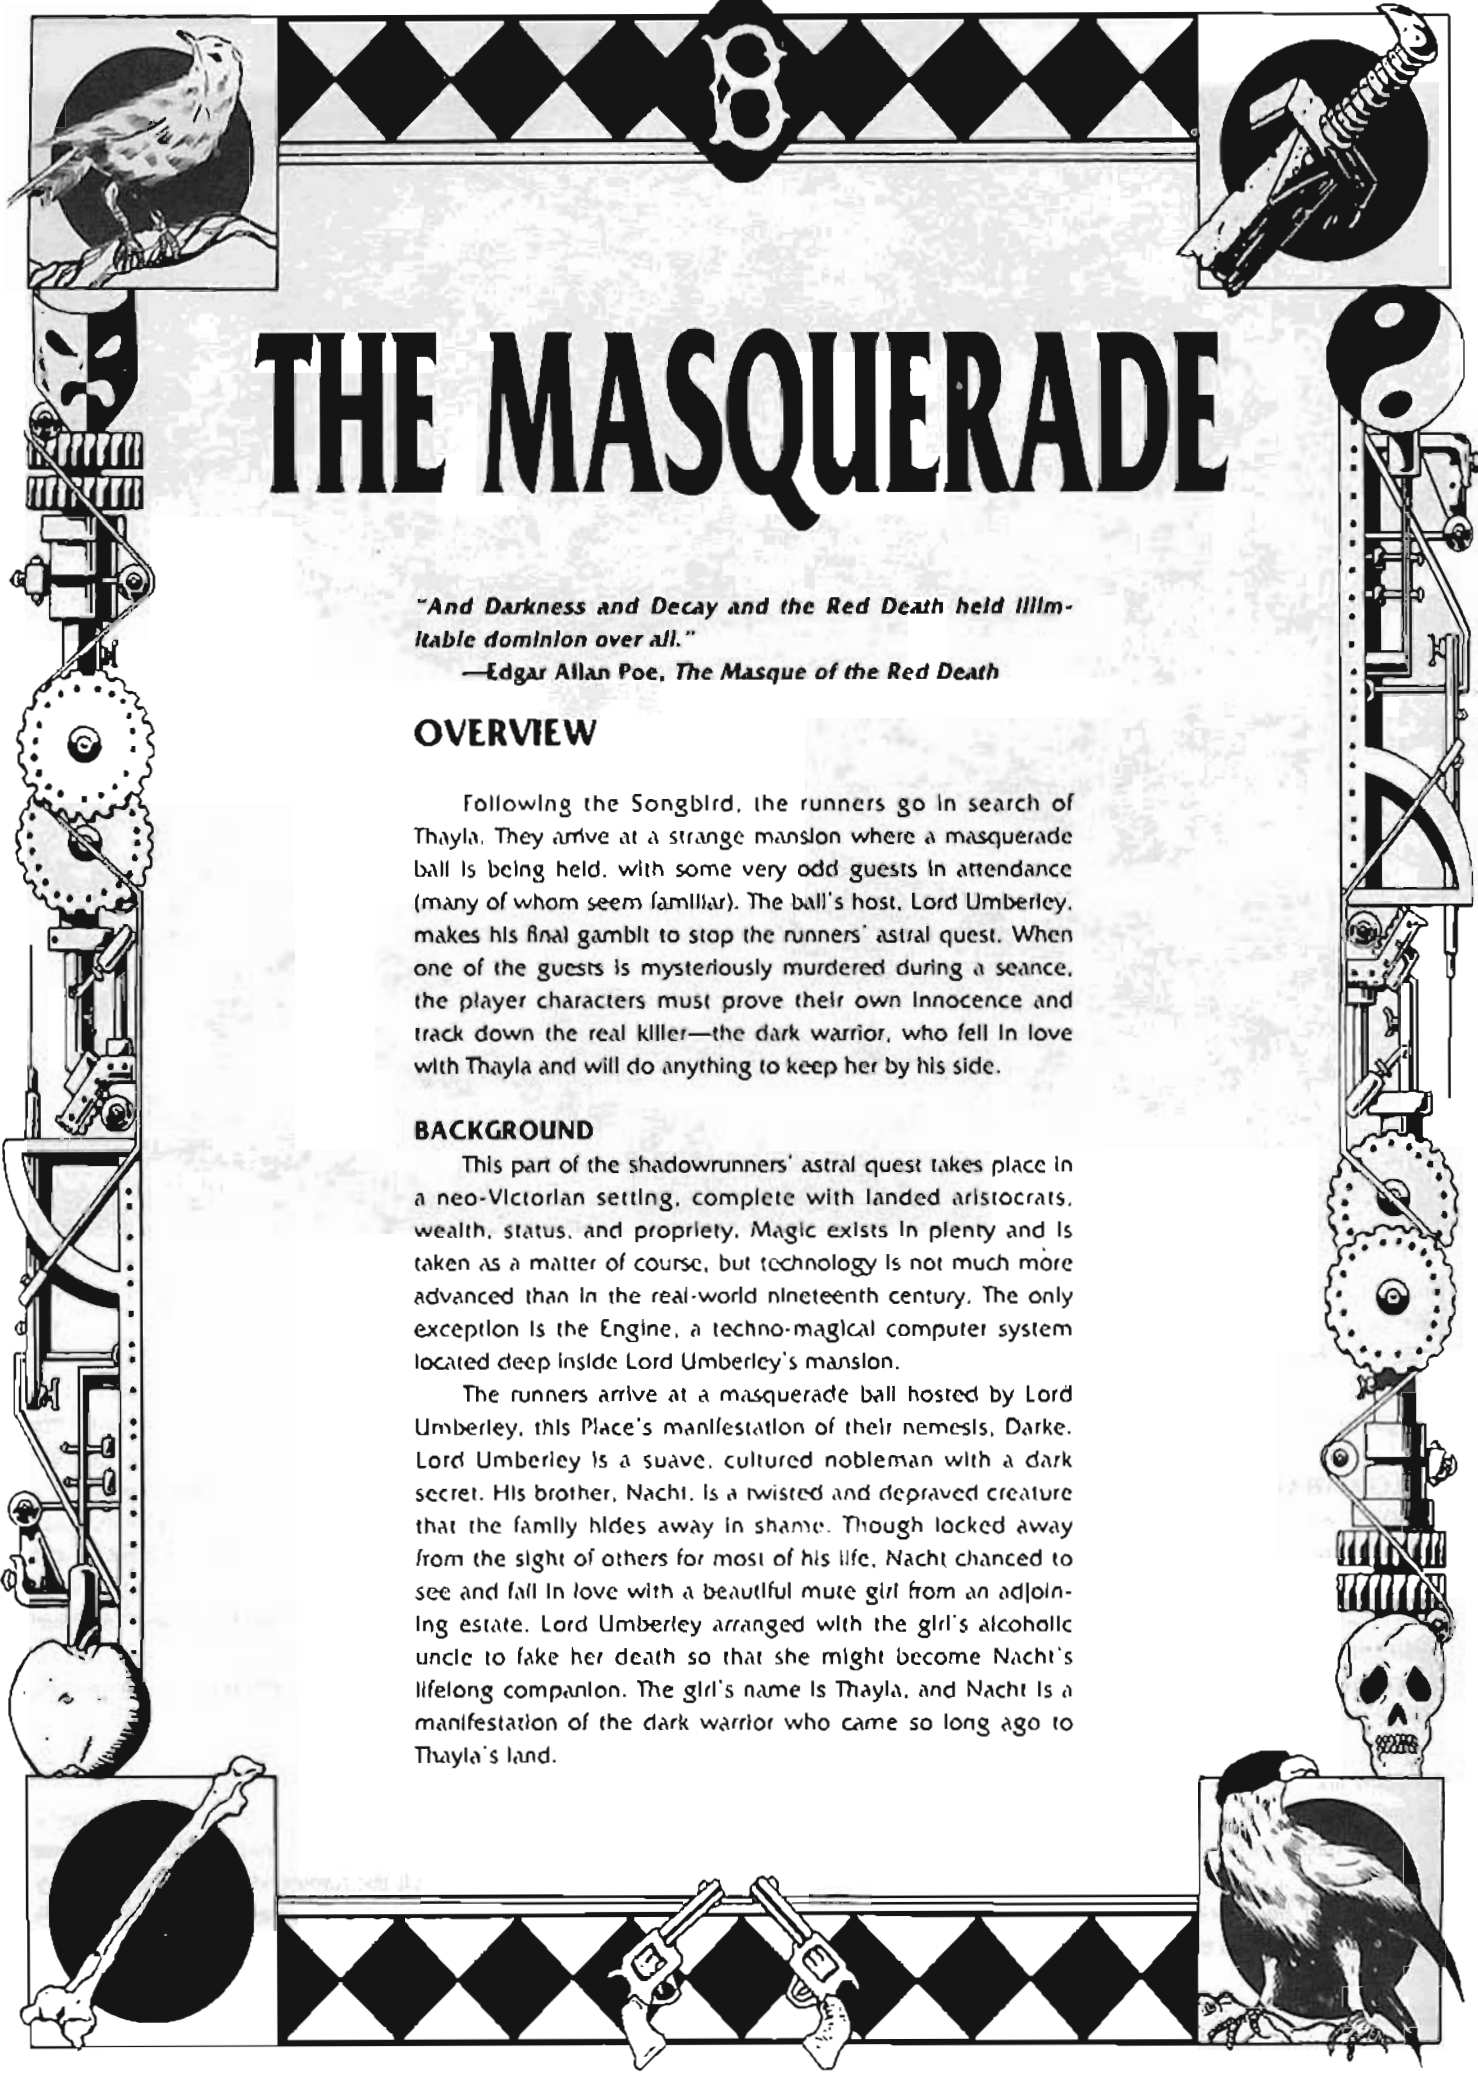 B
THE MASQUERADE
"And Darkness and Decay and the Red Death held illim-
itable dominion over all."
—Edgar Allan Poe, The Masque of the Red Death
OVERVIEW
Following the Songbird, the runners go in search of
Thayla. They arrive at a strange mansion where a masquerade
ball is being held, with some very odd guests in attendance
(many of whom seem familiar). The ball's host, Lord Umberley,
makes his final gambit to stop the runners' astral quest. When
one of the guests is mysteriously murdered during a seance,
the player characters must prove their own innocence and
track down the real killer—the dark warrior, who fell in love
with Thayla and will do anything to keep her by his side.
BACKGROUND
This part of the shadowrunners' astral quest takes place in
a neo-Victorian setting, complete with landed aristocrats,
wealth, status, and propriety. Magic exists in plenty and is
taken as a matter of course, but technology is not much more
advanced than in the real-world nineteenth century. The only
exception is the Engine, a techno-magical computer system
located deep inside Lord Umberley's mansion.
The runners arrive at a masquerade ball hosted by Lord
Umberley, this Place's manifestation of their nemesis, Darke.
Lord Umberley is a suave, cultured nobleman with a dark
secret. His brother, Nacht, is a twisted and depraved creature
that the family hides away in shame. Though locked away
from the sight of others for most of his life, Nacht chanced to
see and fall in love with a beautiful mute girl from an adjoin-
ing estate. Lord Umberley arranged with the girl's alcoholic
uncle to fake her death so that she might become Nacht's
lifelong companion. The girl's name is Thayla, and Nacht is a
manifestation of the dark warrior who came so long ago to
Thayla's land.